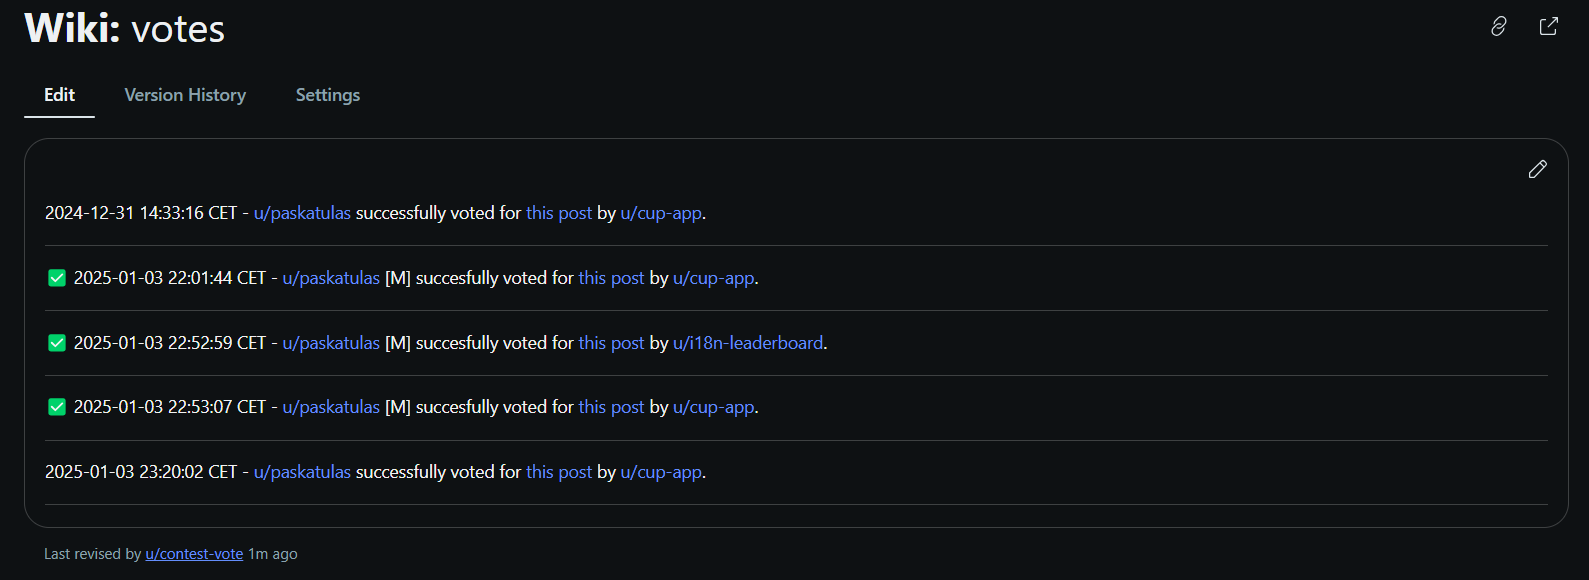 Wiki: votes
Edit Version History Settings
2024-12-31 14:33:16 CET - u/paskatulas successfully voted for this post by u/cup-app.
✅ 2025-01-03 22:01:44 CET - u/paskatulas [M] succesfully voted for this post by u/cup-app.
✅ 2025-01-03 22:52:59 CET - u/paskatulas [M] succesfully voted for this post by u/i18n-leaderboard.
✅ 2025-01-03 22:53:07 CET - u/paskatulas [M] succesfully voted for this post by u/cup-app.
2025-01-03 23:20:02 CET - u/paskatulas successfully voted for this post by u/cup-app.
Last revised by u/contest-vote 1m ago